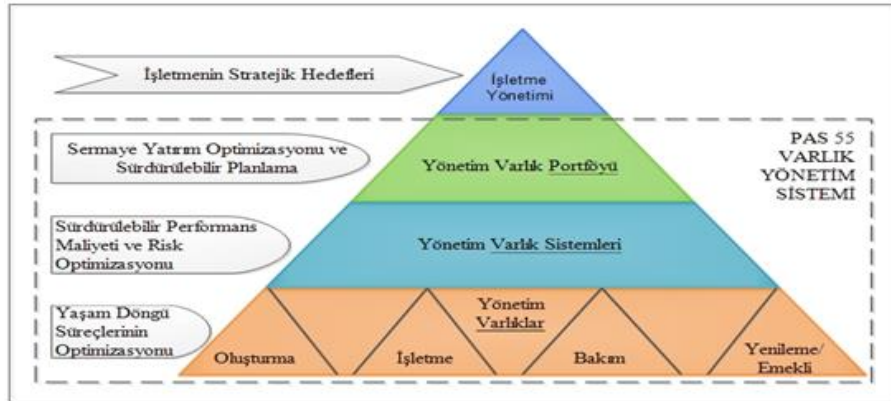 İşletmenin Stratejik Hedefleri
İşletme
Yönetimi
Sermaye Yatırım Optimizasyonu ve
Sürdürülebilir Planlama
Yönetim Varlık Portföyü
PAS 55
VARLIK
YÖNETİM
SİSTEMİ
Sürdürülebilir Performans
Maliyeti ve Risk
Optimizasyonu
Yönetim Varlık Sistemleri
Yaşam Döngü
Süreçlerinin
Optimizasyonu
Yönetim
Varlıklar
Oluşturma
İşletme
Bakım
Yenileme/
Emekli